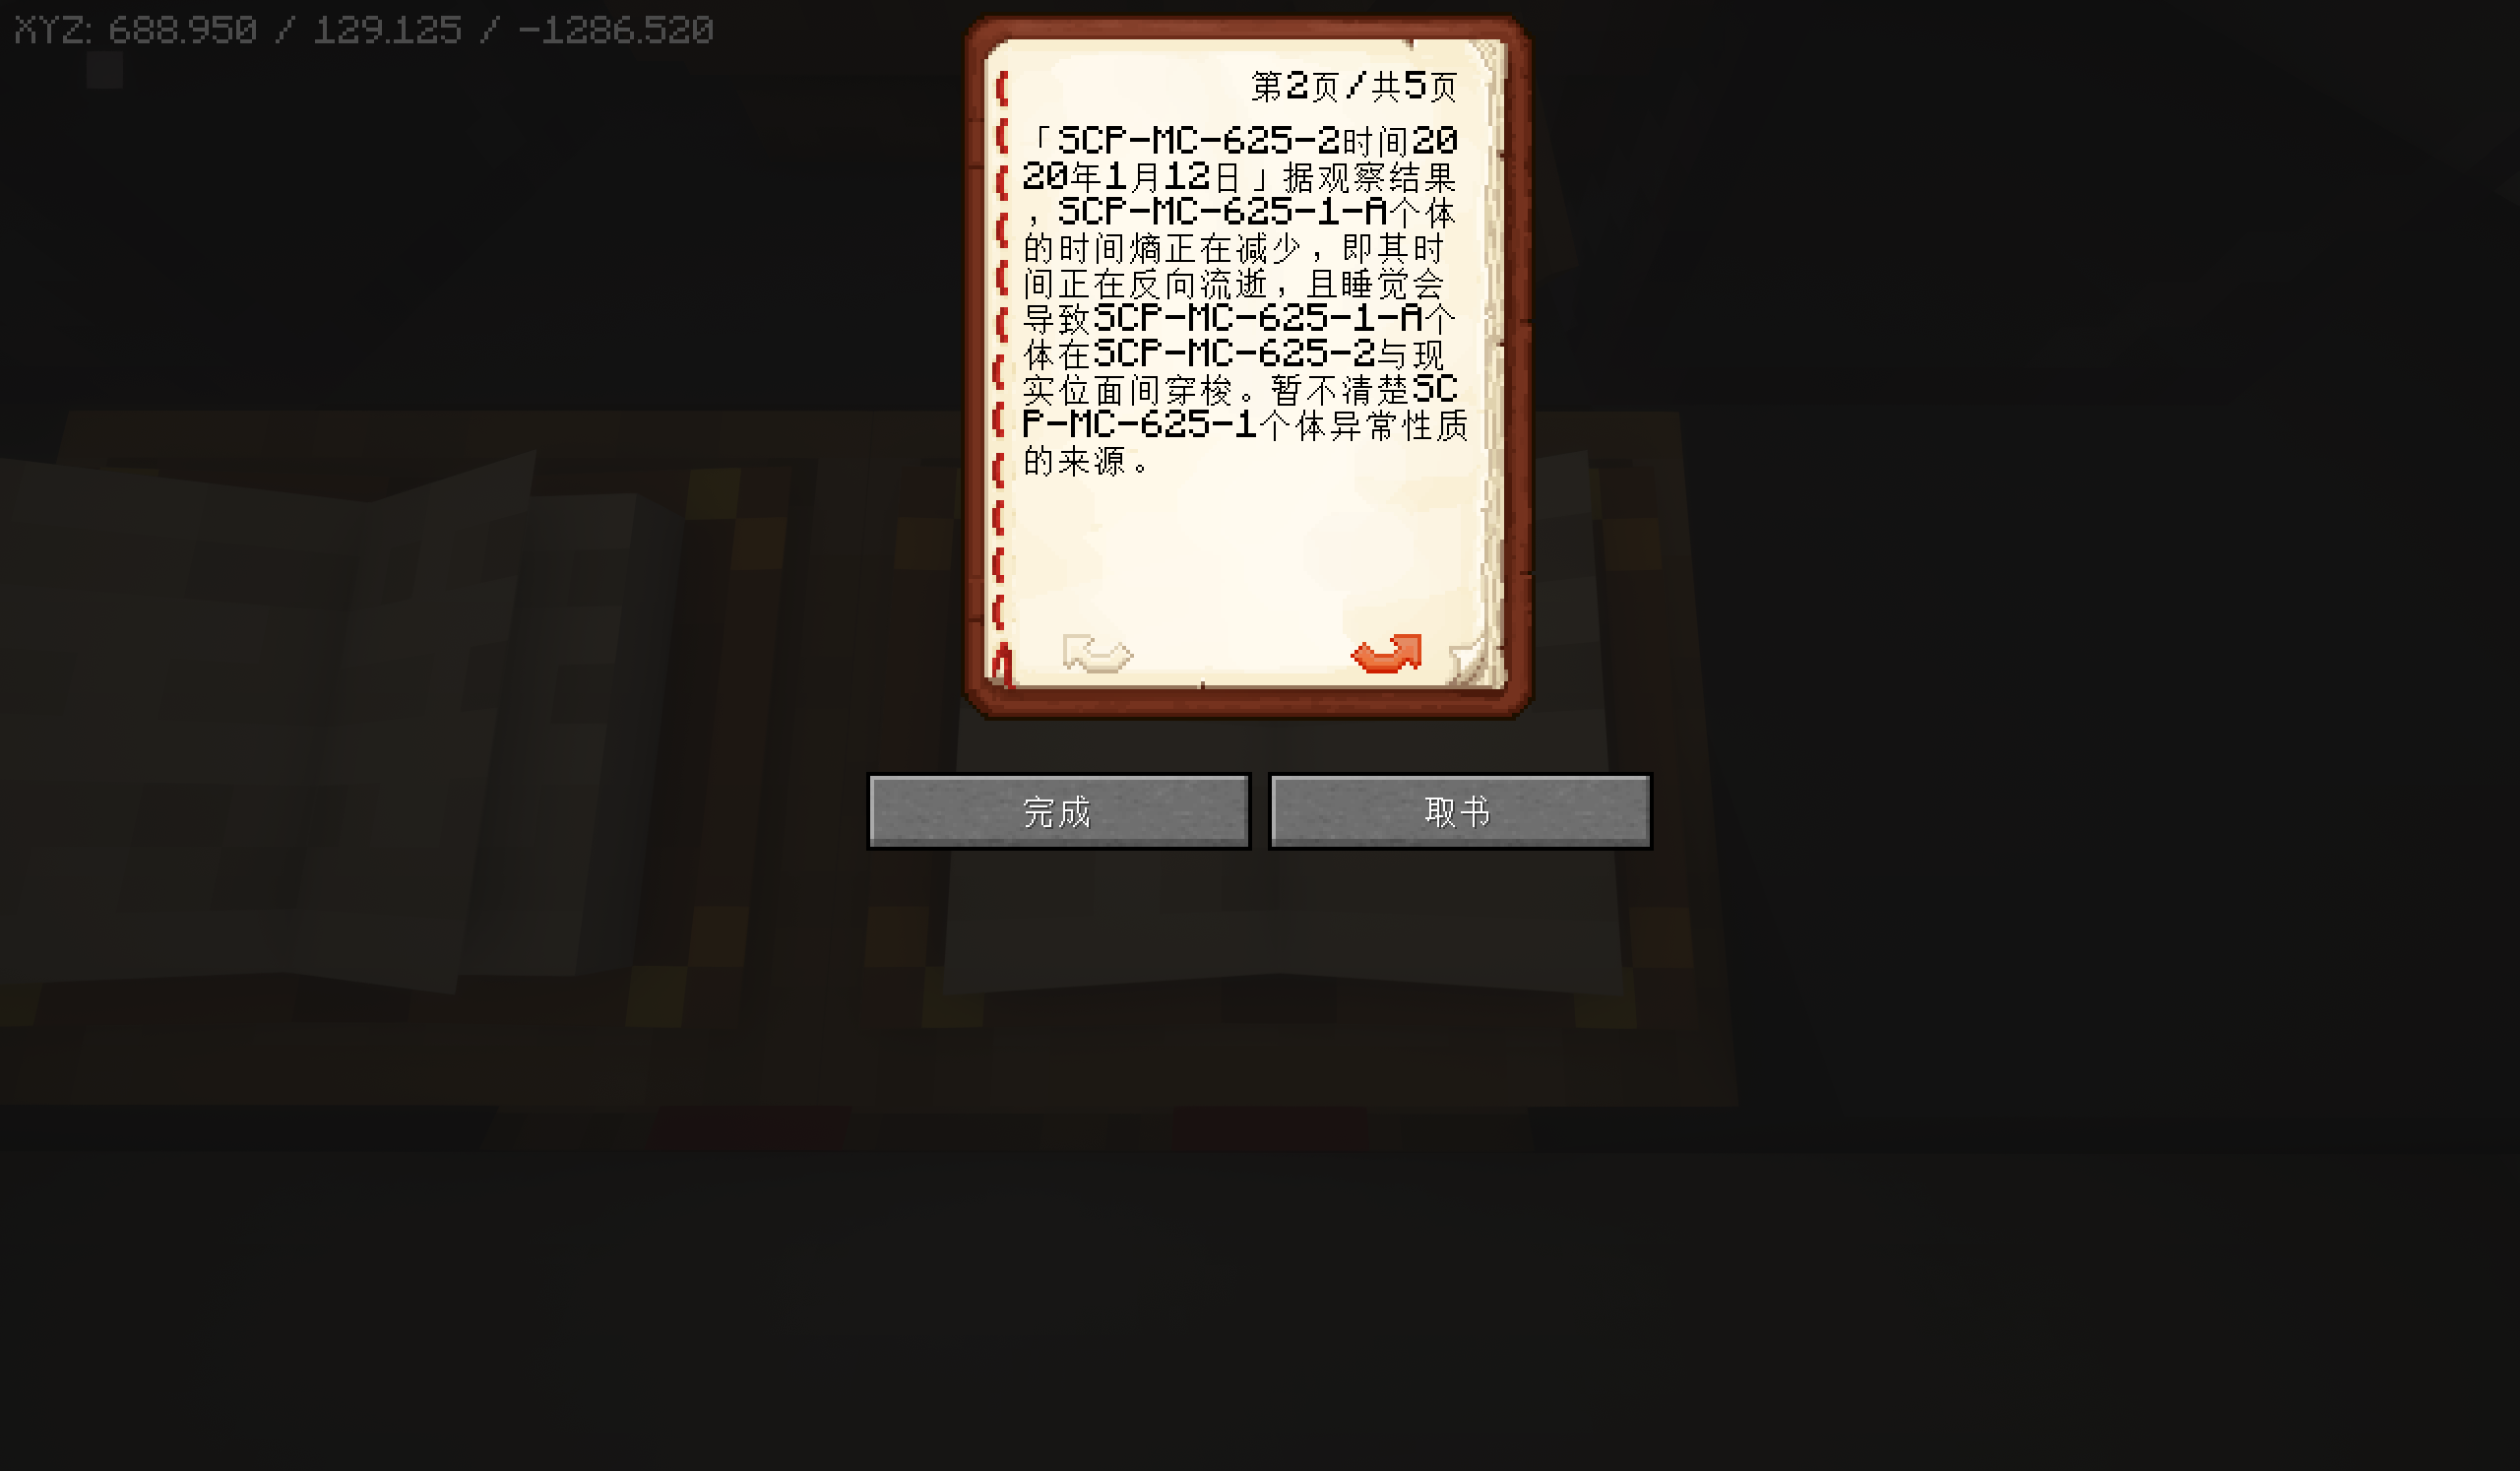 XYZ: 688.950 / 129.125 / -1286.520
第2页/共5页
「SCP-MC-625-2时间20
20年1月12日」据观察结果
，SCP-MC-625-1-A个体
的时间熵正在减少，即其时
间正在反向流逝，且睡觉会
导致SCP-MC-625-1-A个
体在SCP-MC-625-2与现
实位面间穿梭。暂不清楚SC
P-MC-625-1个体异常性质
的来源。
完成
取书